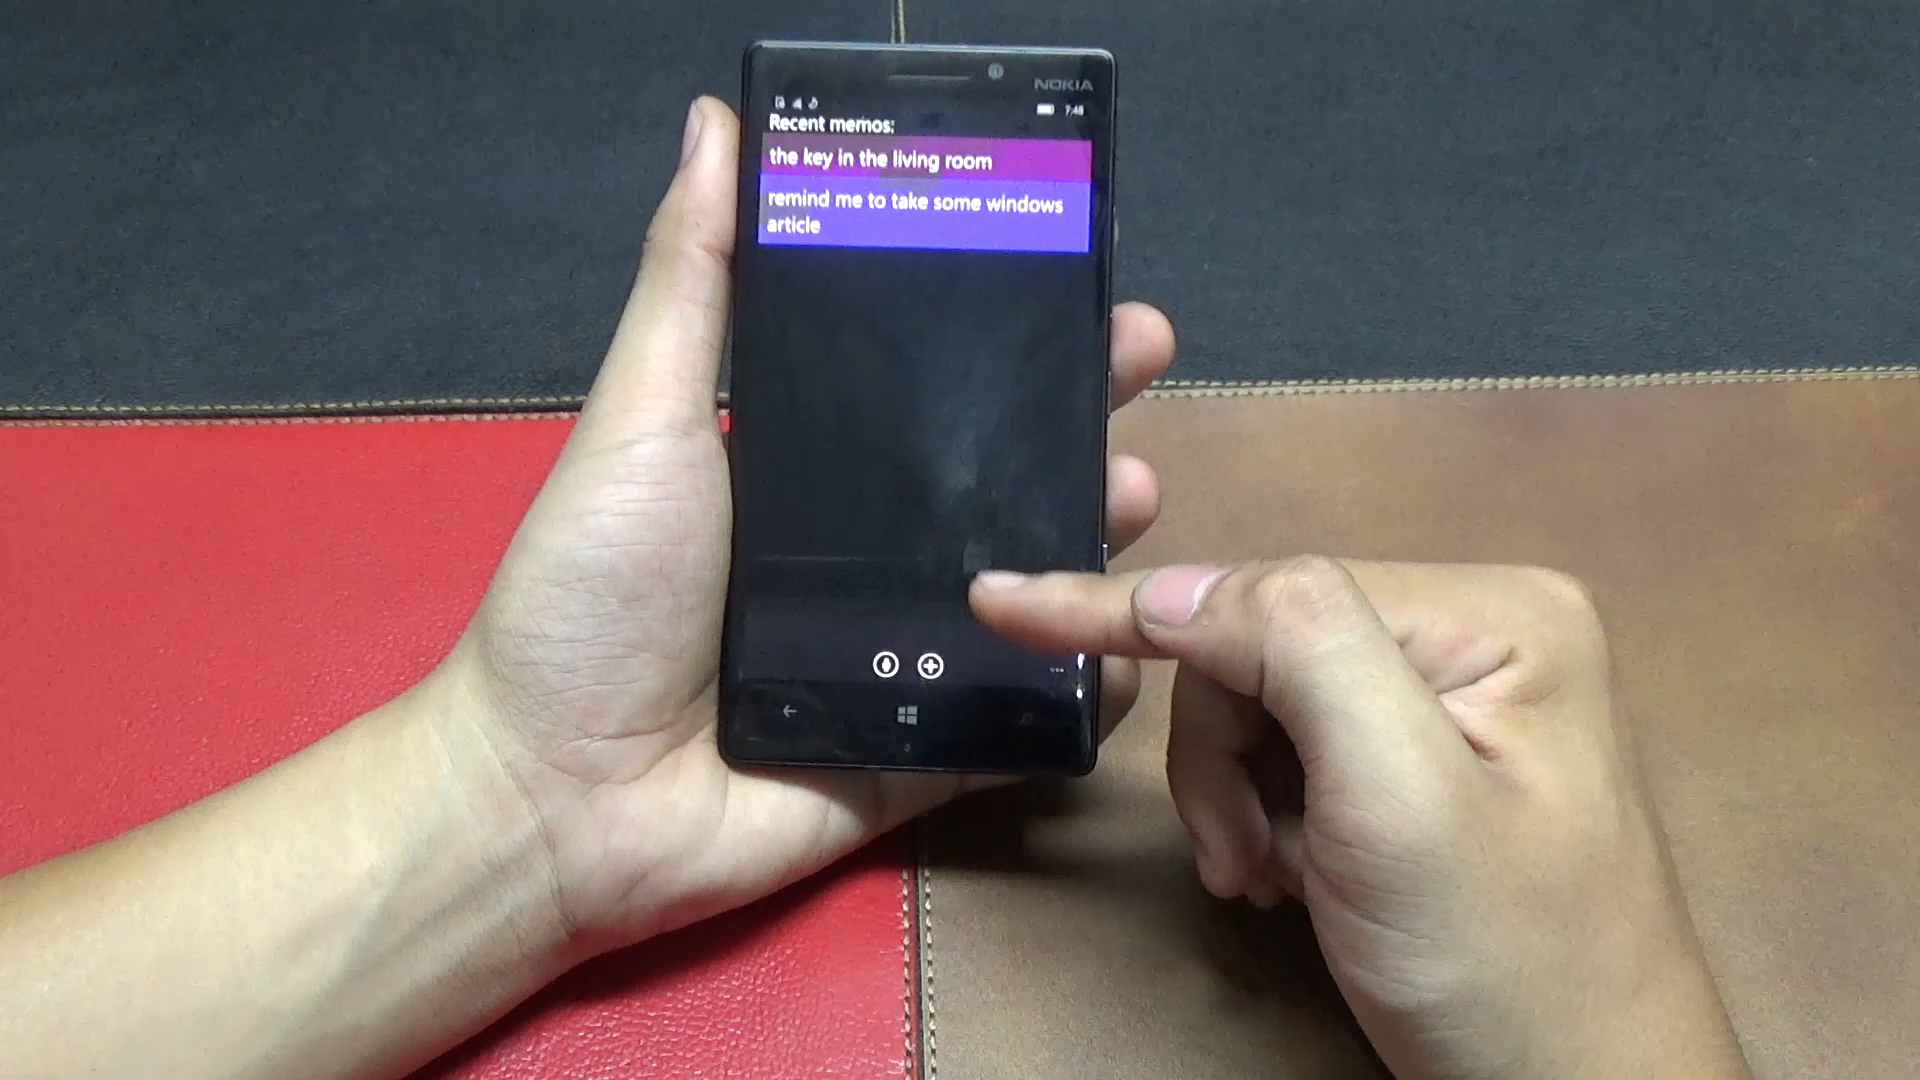 NOKIA
7:48
Recent memos:
the key in the living room
remind me to take some windows
article